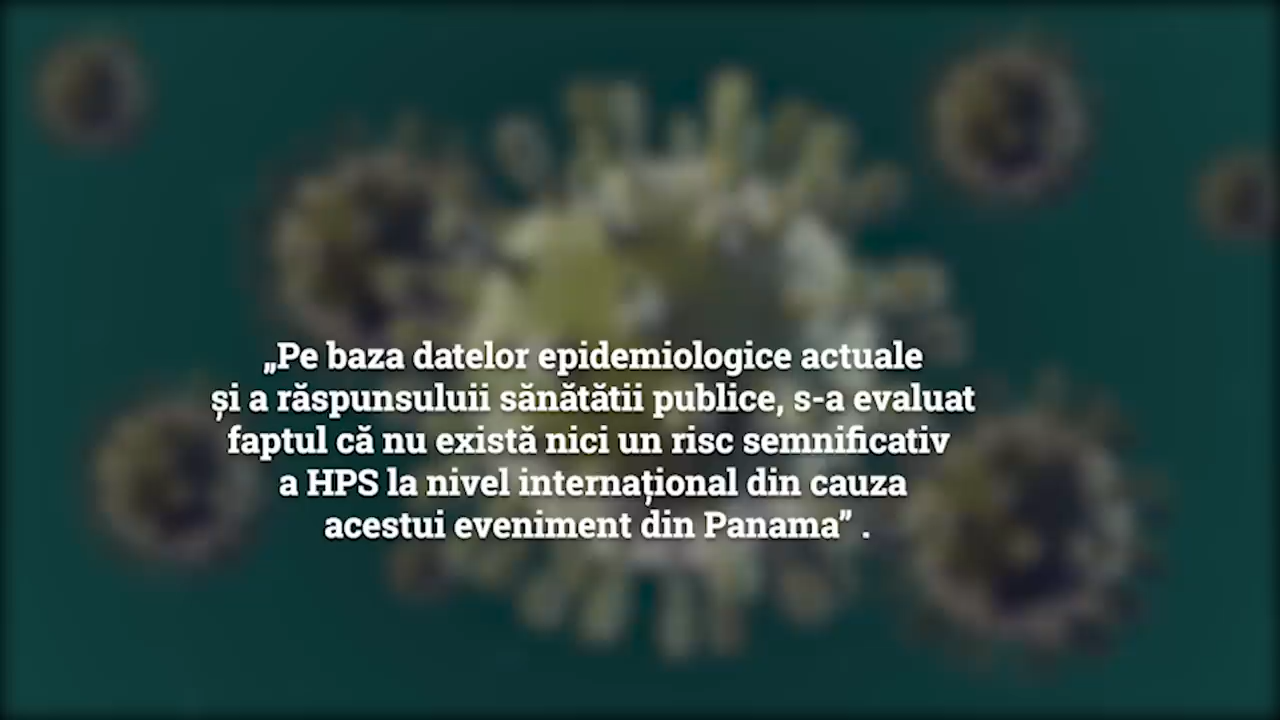 „Pe baza datelor epidemiologice actuale
și a răspunsuluii sănătătii publice, s-a evaluat
faptul că nu există nici un risc semnificativ
a HPS la nivel internațional din cauza
acestui eveniment din Panama” .